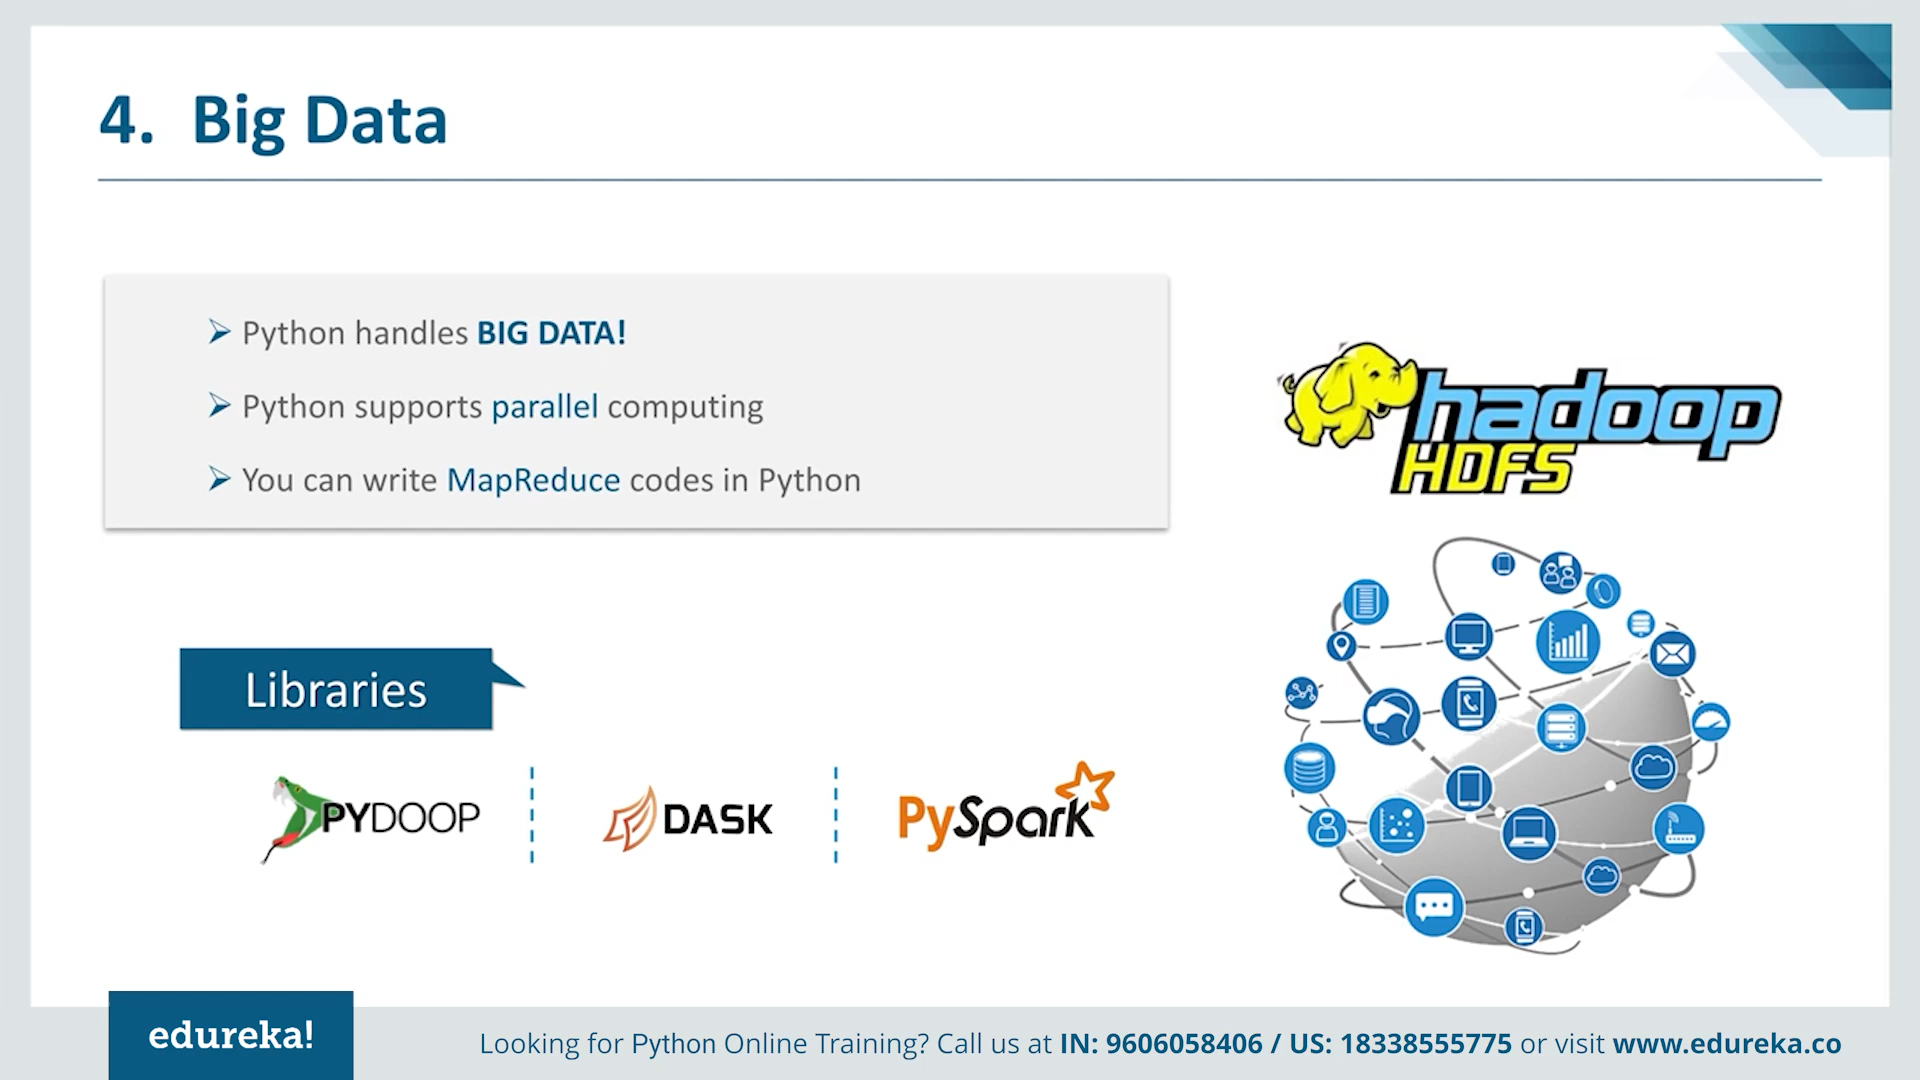 4. Big Data
➢ Python handles BIG DATA!
➢ Python supports parallel computing
➢ You can write MapReduce codes in Python
hadoop
HDFS
Libraries
PYDOOP
DASK
PySpark
edureka!
Looking for Python Online Training? Call us at IN: 9606058406 / US: 18338555775 or visit www.edureka.co